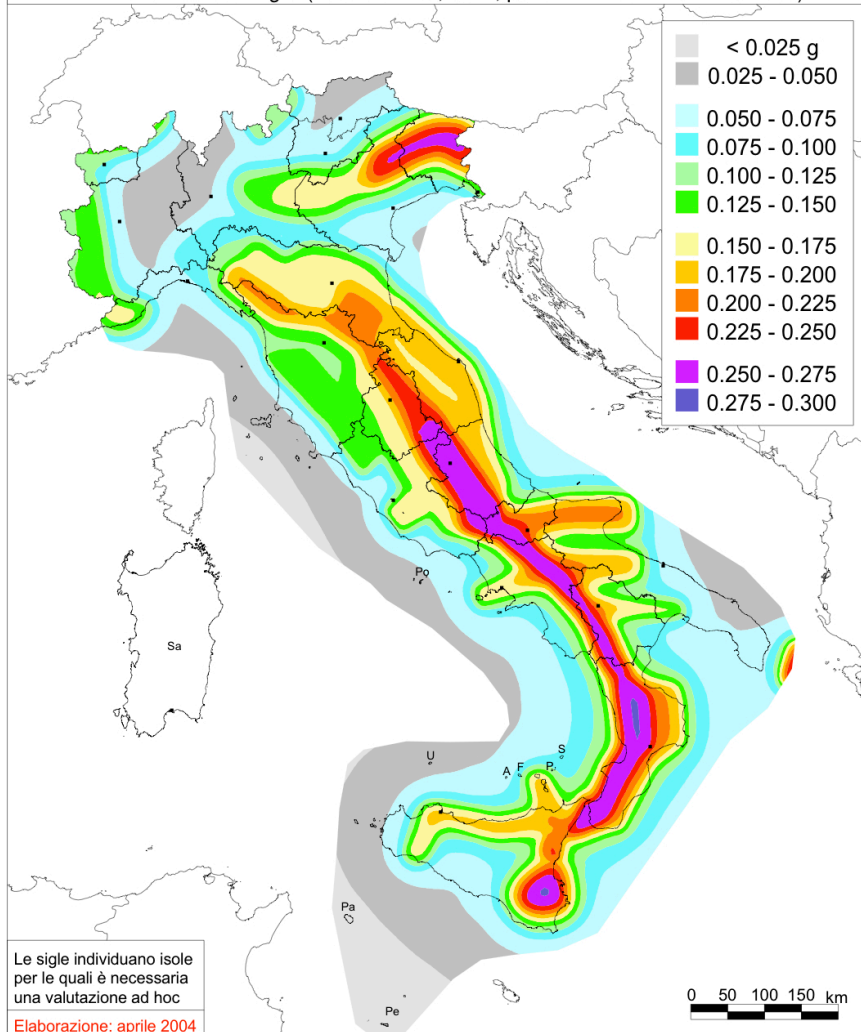 < 0.025 g
0.025 - 0.050
0.050 - 0.075
0.075 - 0.100
0.100 - 0.125
0.125 - 0.150
0.150 - 0.175
0.175 - 0.200
0.200 - 0.225
0.225 - 0.250
0.250 - 0.275
0.275 - 0.300
Po
Sa
S
U
A F P
Pa
Pe
Le sigle individuano isole
per le quali è necessaria
una valutazione ad hoc
Elaborazione: aprile 2004
0 50 100 150 km